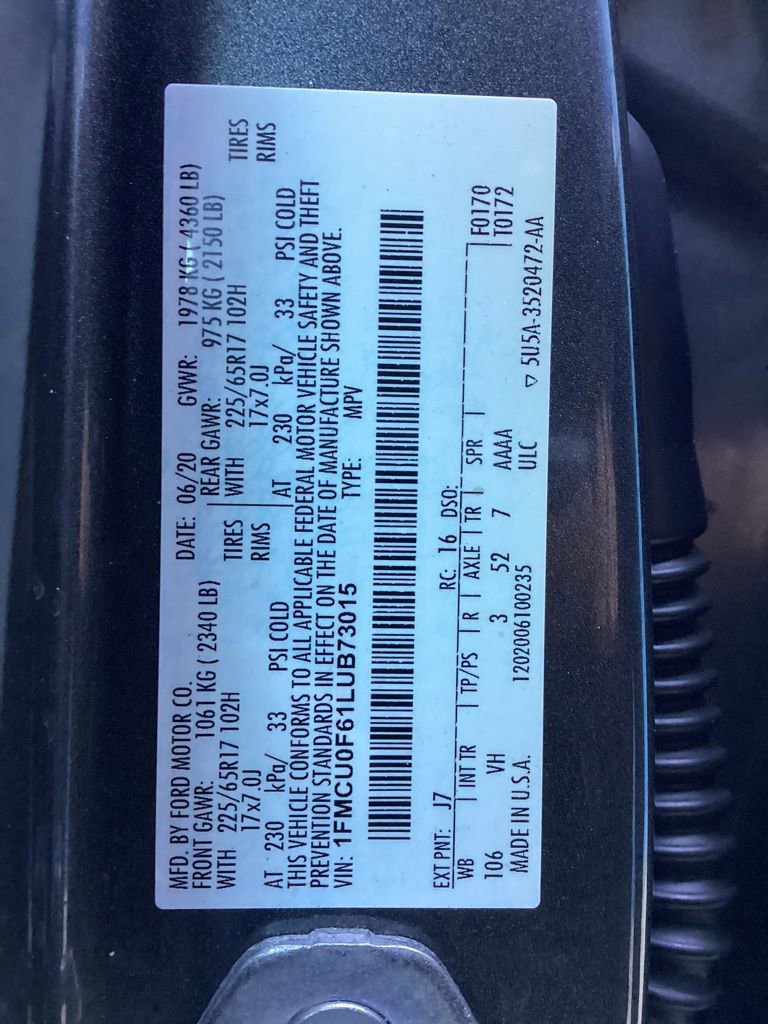 MFD. BY FORD MOTOR CO. DATE: 06/20 GVWR: 1978 KG ( 4360 LB)
FRONT GAWR: 1061 KG ( 2340 LB) REAR GAWR: 975 KG ( 2150 LB)
WITH 225/65R17 102H TIRES WITH 225/65R17 102H TIRES
17x7.0J RIMS 17x7.0J RIMS
AT 230 kPa/ 33 PSI COLD AT 230 kPa/ 33 PSI COLD
THIS VEHICLE CONFORMS TO ALL APPLICABLE FEDERAL MOTOR VEHICLE SAFETY AND THEFT
PREVENTION STANDARDS IN EFFECT ON THE DATE OF MANUFACTURE SHOWN ABOVE.
VIN: 1FMCU0F61LUB73015 TYPE: MPV
EXT PNT: J7 RC: 16 DSO: F0170
WB INT TR TP/PS R AXLE TR SPR T0172
106 VH 3 52 7 AAAA
MADE IN U.S.A. 1202006100235 ULC ▽ 5U5A-3520472-AA